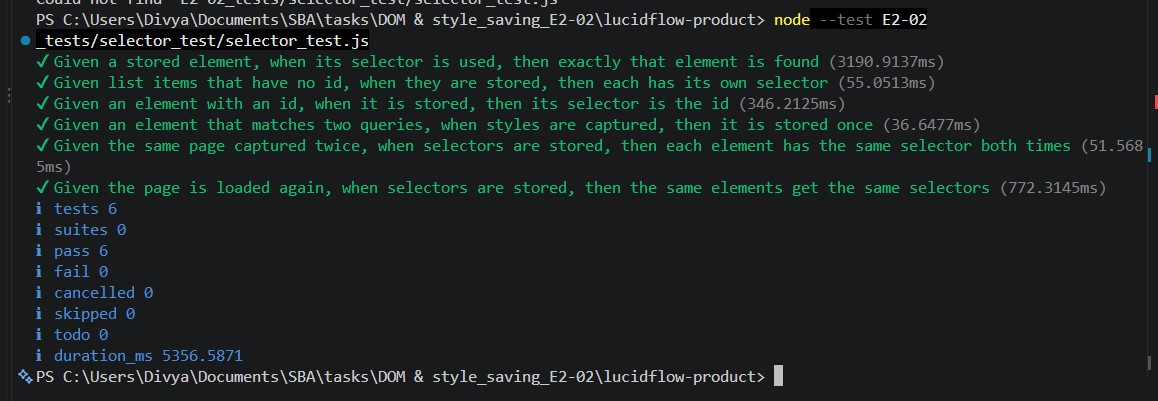 Could not find 'E2-02_tests/selector_test/selector_test.js'
PS C:\Users\Divya\Documents\SBA\tasks\DOM & style_saving_E2-02\lucidflow-product> node --test E2-02
_tests/selector_test/selector_test.js
✔ Given a stored element, when its selector is used, then exactly that element is found (3190.9137ms)
✔ Given list items that have no id, when they are stored, then each has its own selector (55.0513ms)
✔ Given an element with an id, when it is stored, then its selector is the id (346.2125ms)
✔ Given an element that matches two queries, when styles are captured, then it is stored once (36.6477ms)
✔ Given the same page captured twice, when selectors are stored, then each element has the same selector both times (51.568
5ms)
✔ Given the page is loaded again, when selectors are stored, then the same elements get the same selectors (772.3145ms)
ℹ tests 6
ℹ suites 0
ℹ pass 6
ℹ fail 0
ℹ cancelled 0
ℹ skipped 0
ℹ todo 0
ℹ duration_ms 5356.5871
PS C:\Users\Divya\Documents\SBA\tasks\DOM & style_saving_E2-02\lucidflow-product>